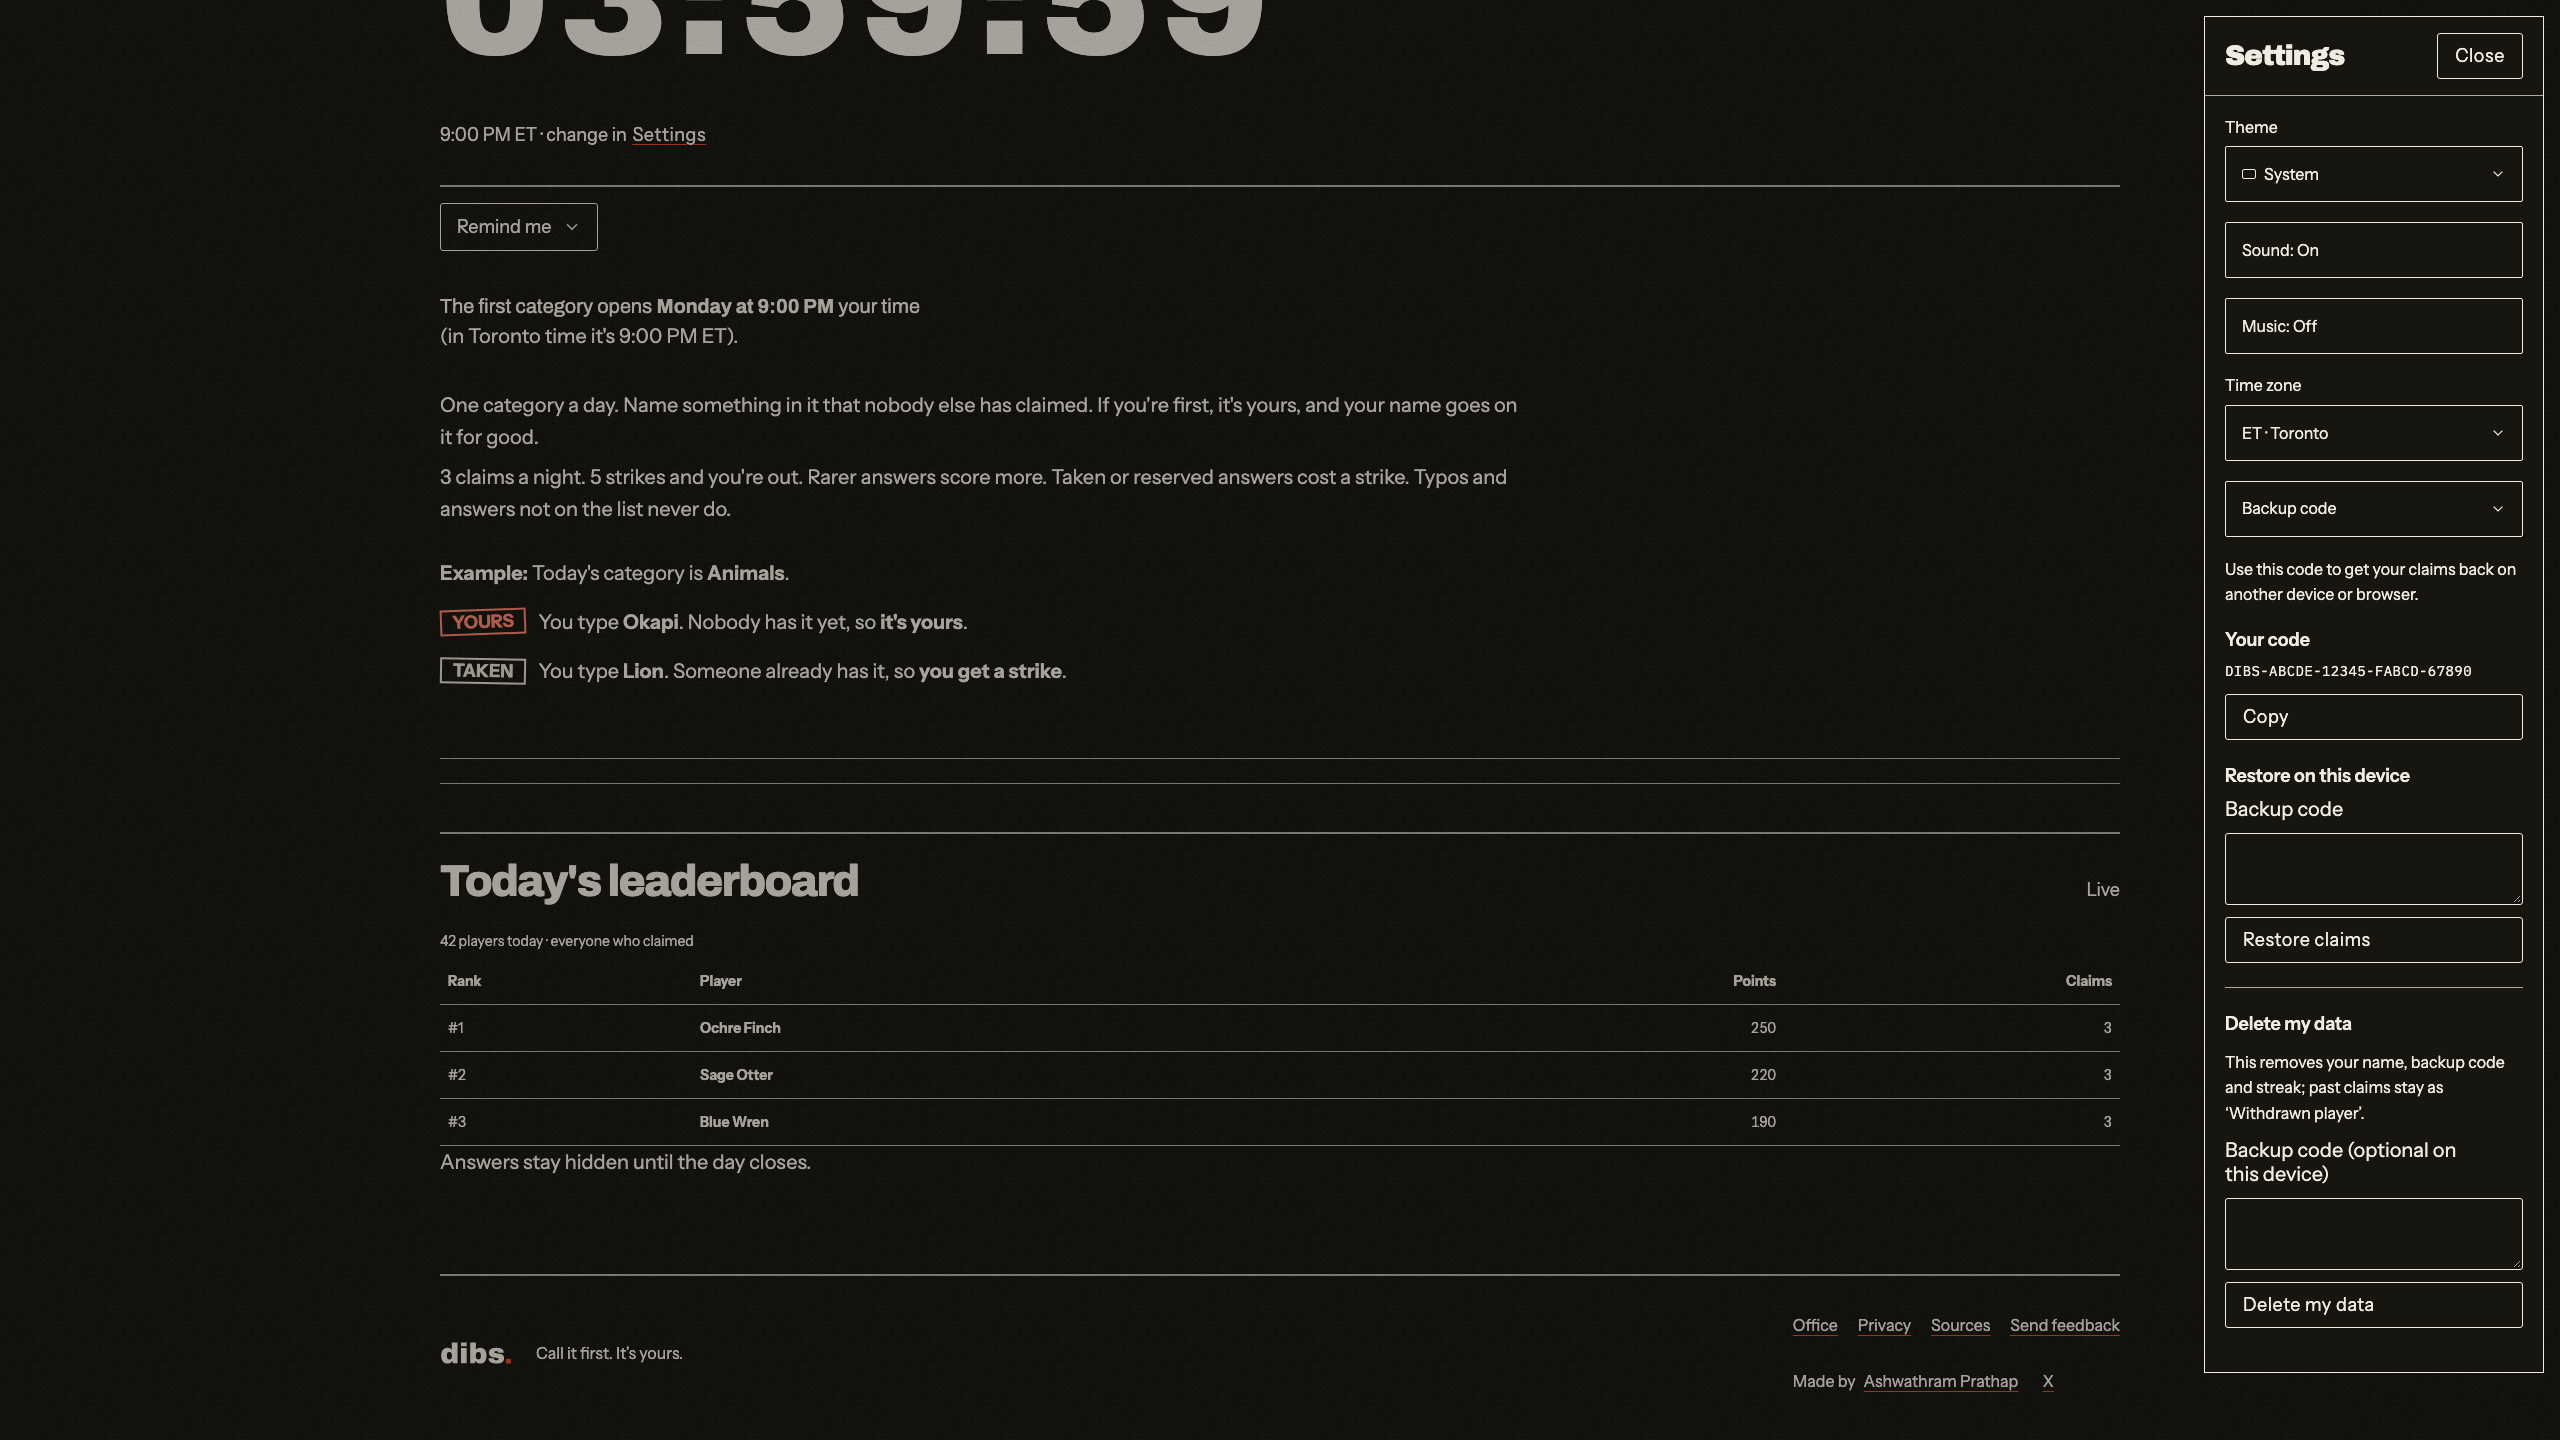 03:59:59
9:00 PM ET · change in Settings
Remind me
The first category opens Monday at 9:00 PM your time
(in Toronto time it's 9:00 PM ET).
One category a day. Name something in it that nobody else has claimed. If you're first, it's yours, and your name goes on
it for good.
3 claims a night. 5 strikes and you're out. Rarer answers score more. Taken or reserved answers cost a strike. Typos and
answers not on the list never do.
Example: Today's category is Animals.
YOURS You type Okapi. Nobody has it yet, so it's yours.
TAKEN You type Lion. Someone already has it, so you get a strike.
Today's leaderboard
Live
42 players today · everyone who claimed
Rank Player Points Claims
#1 Ochre Finch 250 3
#2 Sage Otter 220 3
#3 Blue Wren 190 3
Answers stay hidden until the day closes.
dibs. Call it first. It's yours.
Office Privacy Sources Send feedback
Made by Ashwathram Prathap X
Settings
Close
Theme
System
Sound: On
Music: Off
Time zone
ET · Toronto
Backup code
Use this code to get your claims back on
another device or browser.
Your code
DIBS-ABCDE-12345-FABCD-67890
Copy
Restore on this device
Backup code
Restore claims
Delete my data
This removes your name, backup code
and streak; past claims stay as
‘Withdrawn player’.
Backup code (optional on
this device)
Delete my data